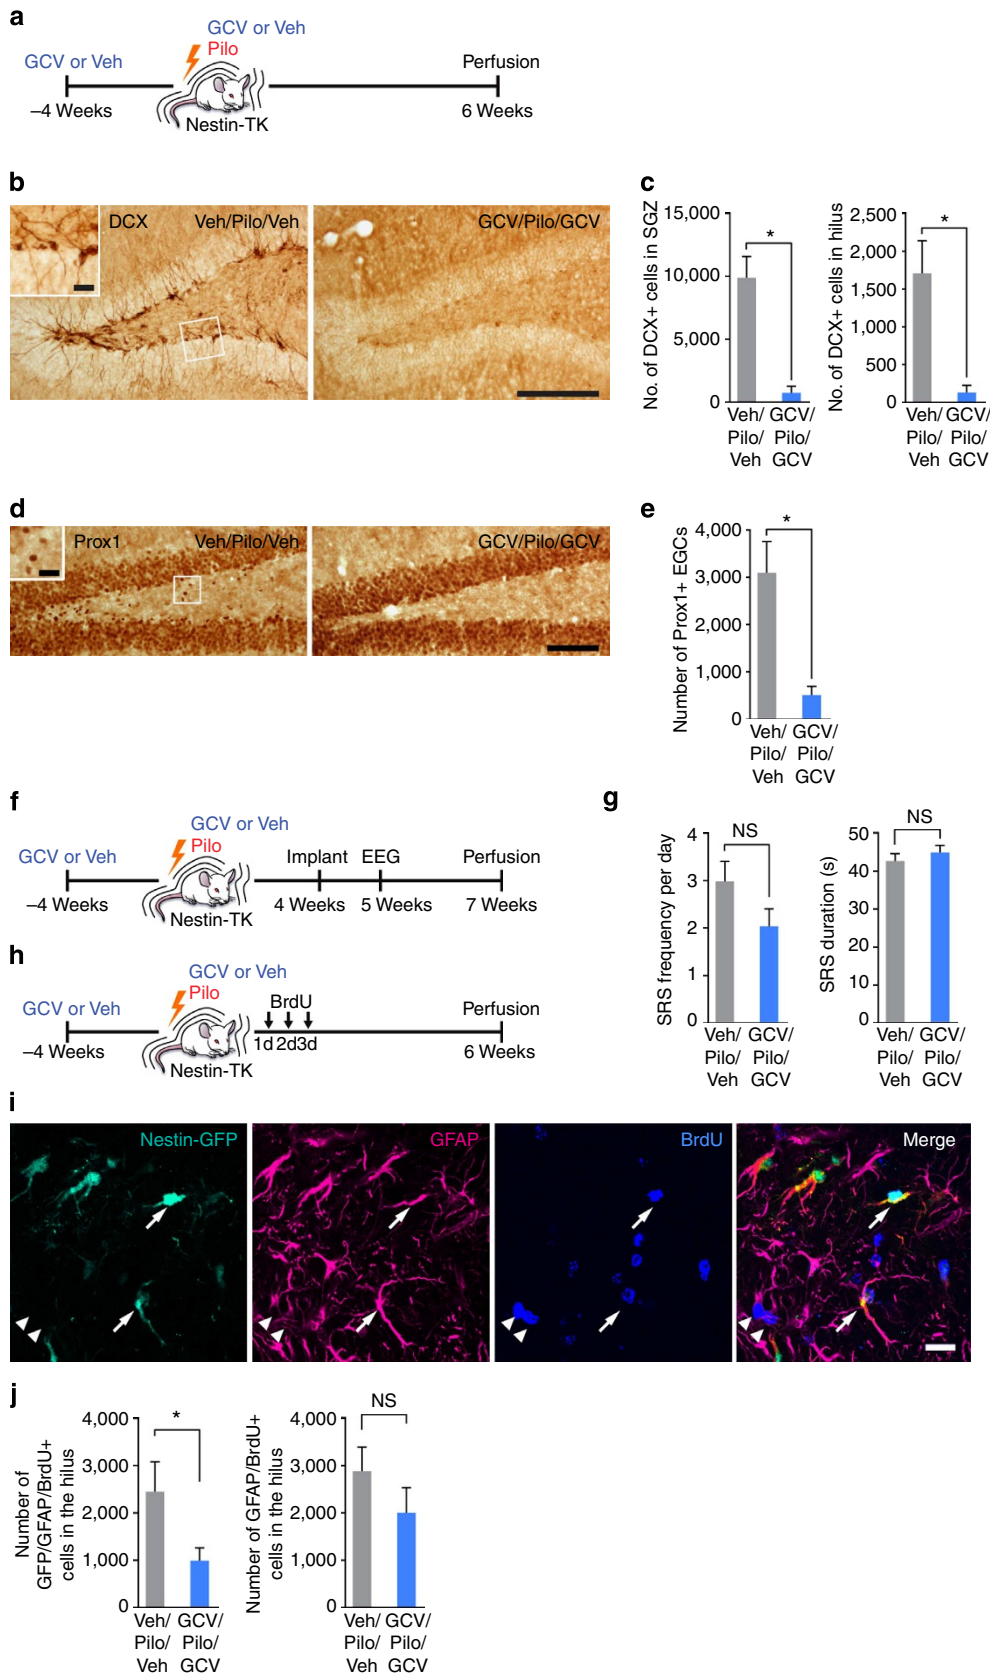 a
GCV or Veh
Pilo
GCV or Veh
Perfusion
–4 Weeks
6 Weeks
Nestin-TK
b
DCX
Veh/Pilo/Veh
GCV/Pilo/GCV
c
No. of DCX+ cells in SGZ
15,000
10,000
5,000
0
*
Veh/
Pilo/
Veh
GCV/
Pilo/
GCV
No. of DCX+ cells in hilus
2,500
2,000
1,500
1,000
500
0
*
Veh/
Pilo/
Veh
GCV/
Pilo/
GCV
d
Prox1
Veh/Pilo/Veh
GCV/Pilo/GCV
e
Number of Prox1+ EGCs
4,000
3,000
2,000
1,000
0
*
Veh/
Pilo/
Veh
GCV/
Pilo/
GCV
f
GCV or Veh
Pilo
GCV or Veh
Implant
EEG
Perfusion
–4 Weeks
4 Weeks
5 Weeks
7 Weeks
Nestin-TK
g
SRS frequency per day
4
3
2
1
0
NS
Veh/
Pilo/
Veh
GCV/
Pilo/
GCV
SRS duration (s)
50
40
30
20
10
0
NS
Veh/
Pilo/
Veh
GCV/
Pilo/
GCV
h
GCV or Veh
Pilo
GCV or Veh
BrdU
Perfusion
–4 Weeks
1d 2d3d
6 Weeks
Nestin-TK
i
Nestin-GFP
GFAP
BrdU
Merge
j
Number of
GFP/GFAP/BrdU+
cells in the hilus
4,000
3,000
2,000
1,000
0
*
Veh/
Pilo/
Veh
GCV/
Pilo/
GCV
Number of GFAP/BrdU+
cells in the hilus
4,000
3,000
2,000
1,000
0
NS
Veh/
Pilo/
Veh
GCV/
Pilo/
GCV